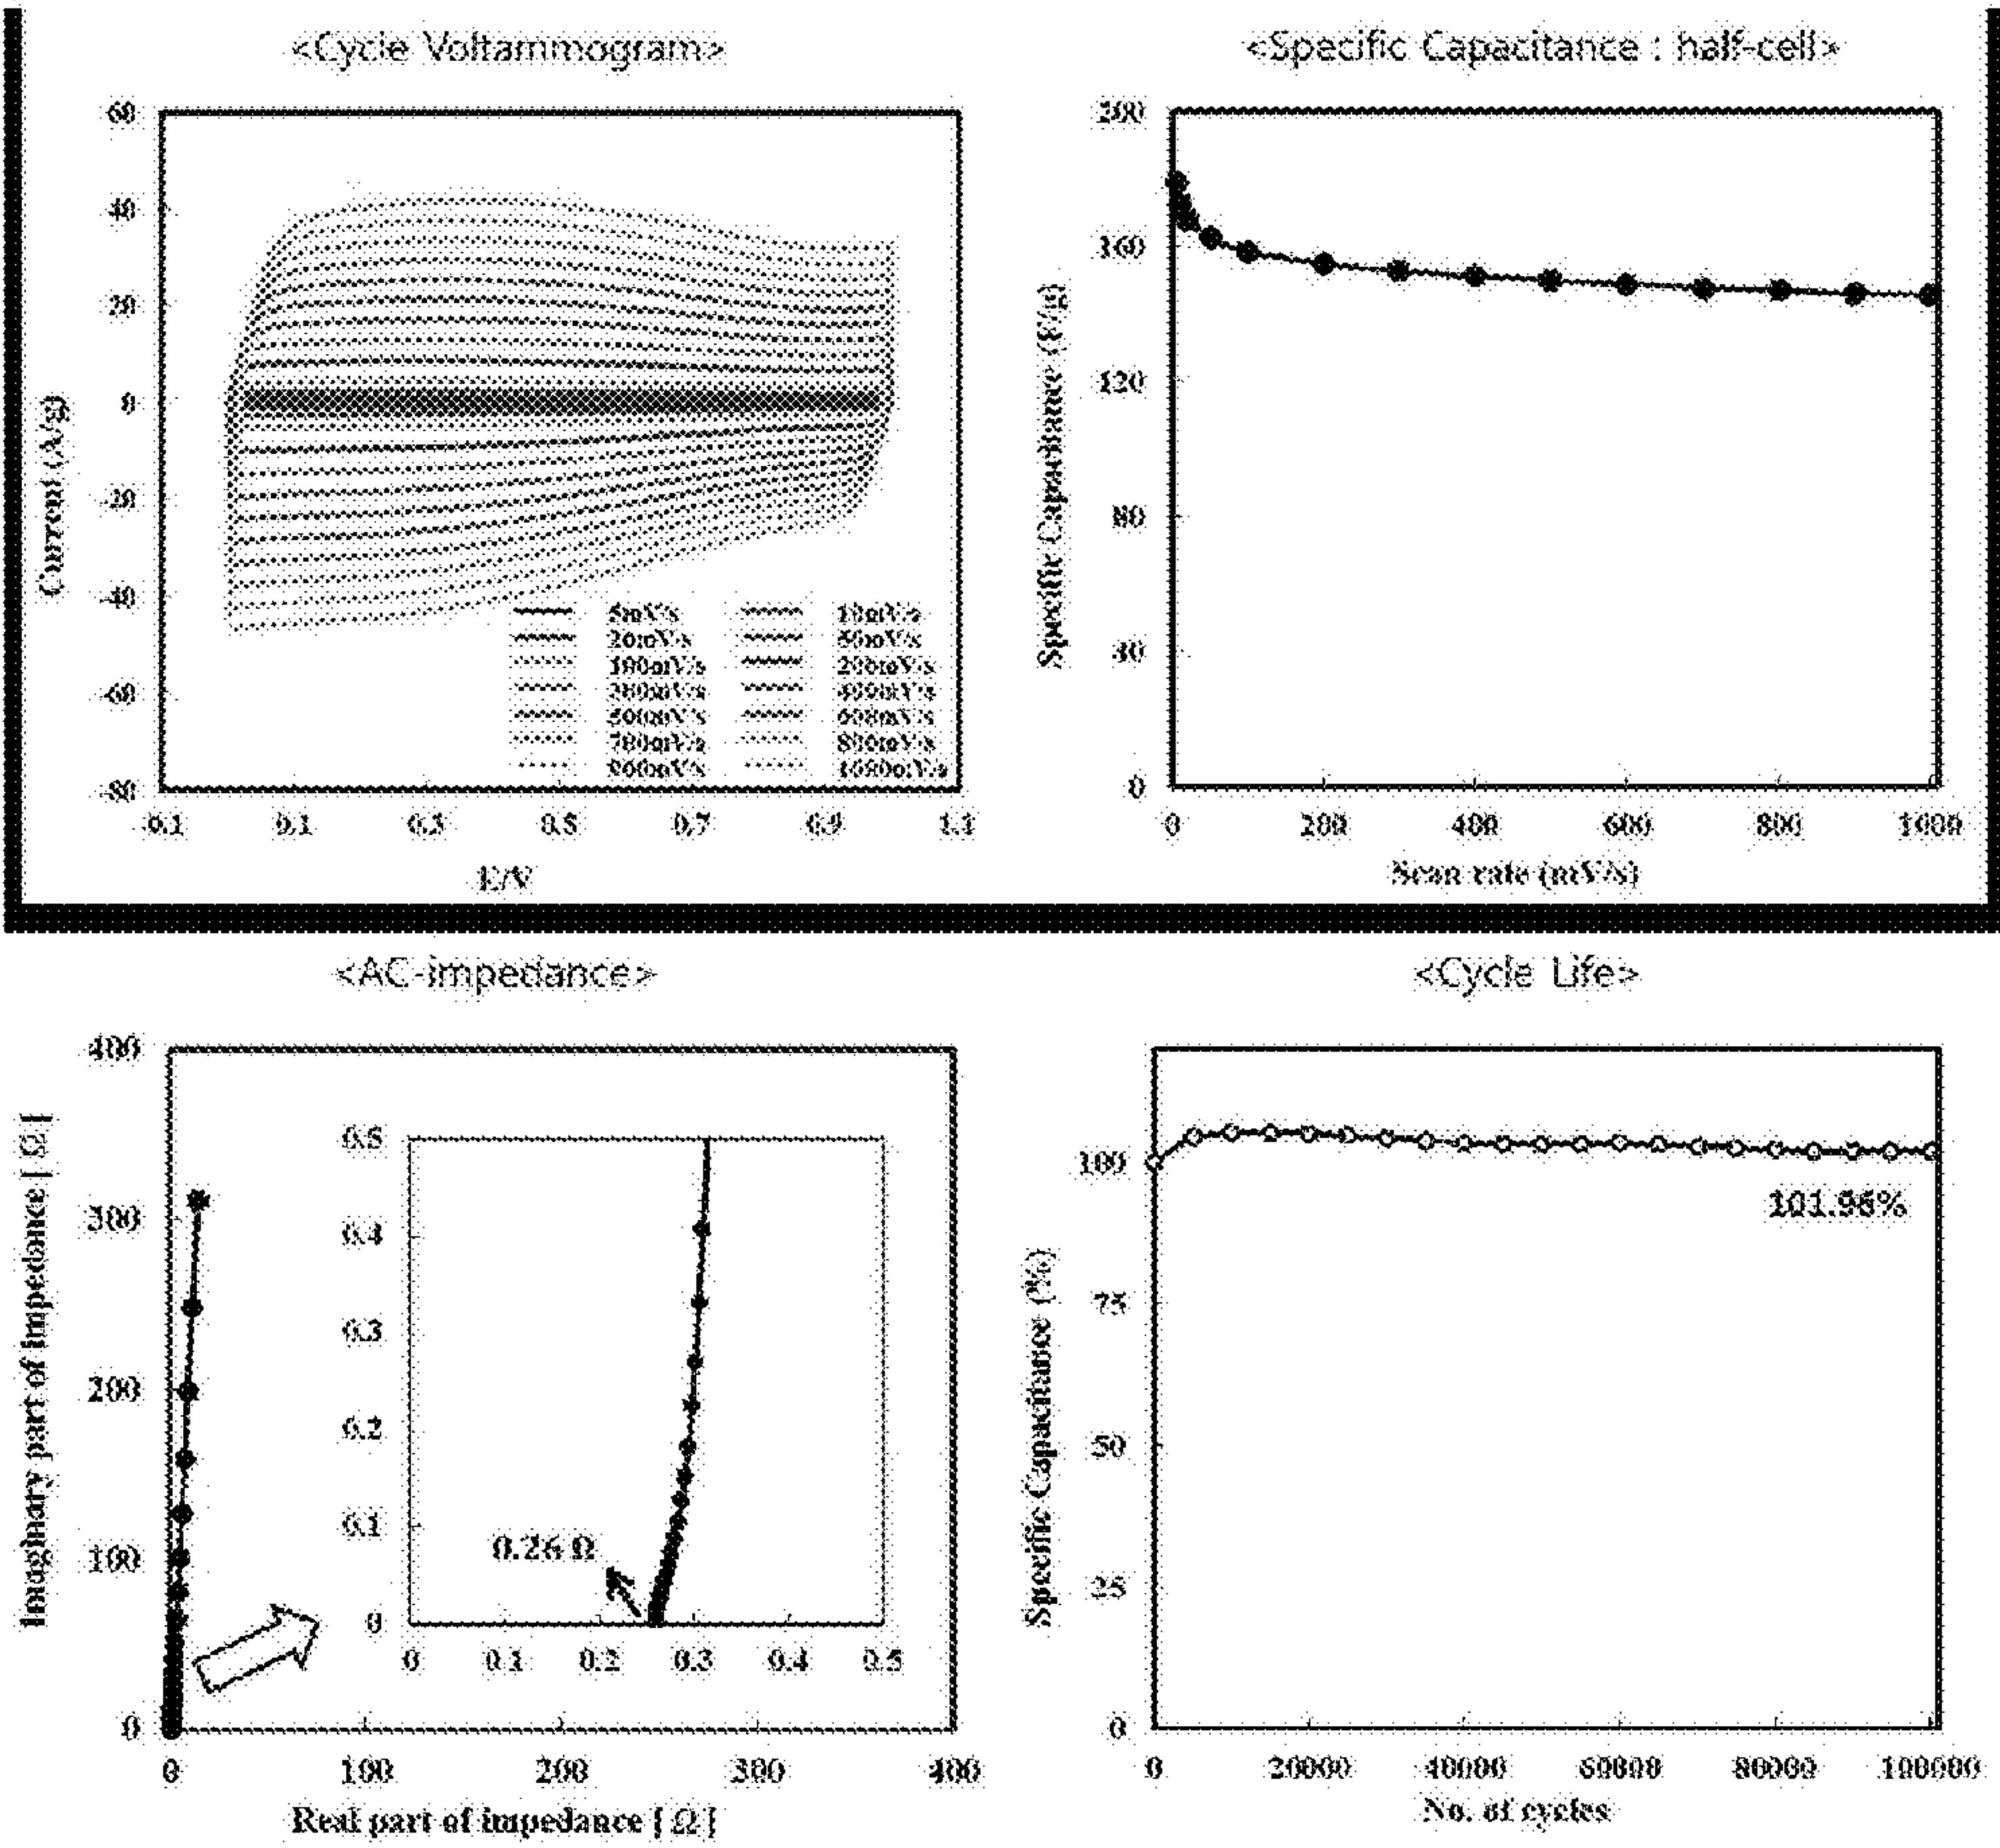 <Cycle Voltammogram>
60
40
20
0
-20
-40
-60
-80
-0.1 0.1 0.3 0.5 0.7 0.9 1.1
Current (A/g)
E/V
5mV/s 10mV/s
20mV/s 50mV/s
100mV/s 200mV/s
300mV/s 400mV/s
500mV/s 600mV/s
700mV/s 800mV/s
900mV/s 1000mV/s
<Specific Capacitance : half-cell>
200
160
120
80
40
0
0 200 400 600 800 1000
Specific Capacitance (F/g)
Scan rate (mV/s)
<AC-impedance>
400
300
200
100
0
0 100 200 300 400
Imaginary part of impedance [ Ω ]
Real part of impedance [ Ω ]
0.5
0.4
0.3
0.2
0.1
0
0 0.1 0.2 0.3 0.4 0.5
0.26 Ω
<Cycle Life>
100
75
50
25
0
0 20000 40000 60000 80000 100000
101.96%
Specific Capacitance (%)
No. of cycles